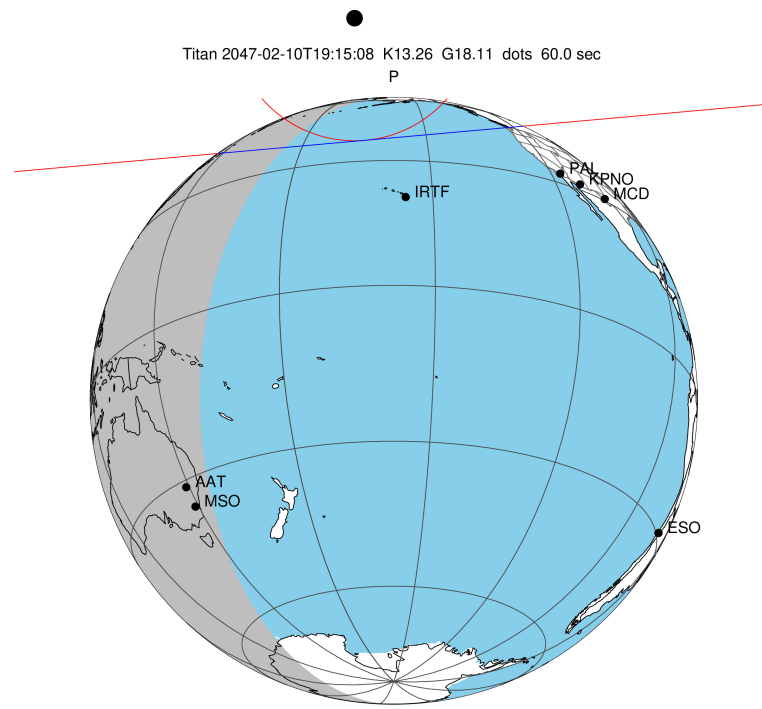 Titan 2047-02-10T19:15:08 K13.26 G18.11 dots 60.0 sec
P
PAL
KPNO
MCD
IRTF
AAT
MSO
ESO